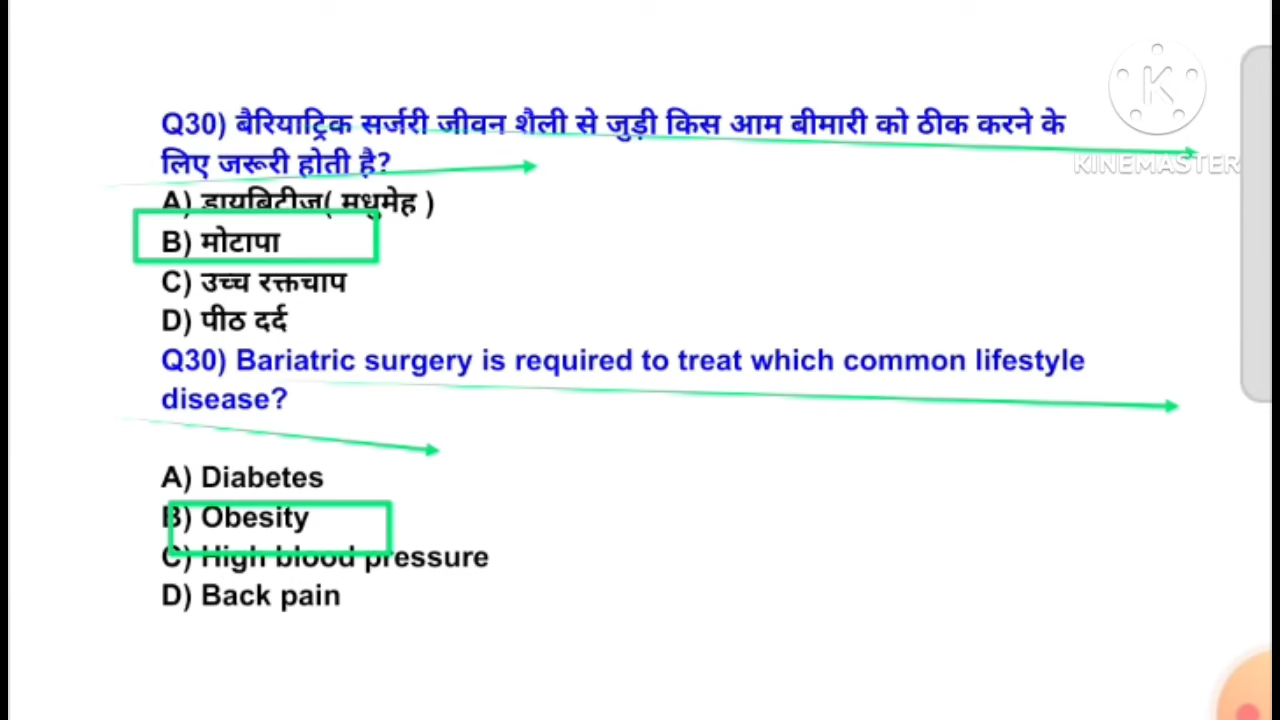 Q30) बैरियाट्रिक सर्जरी जीवन शैली से जुड़ी किस आम बीमारी को ठीक करने के
लिए जरूरी होती है?
A) डायबिटीज( मधुमेह )
B) मोटापा
C) उच्च रक्तचाप
D) पीठ दर्द
Q30) Bariatric surgery is required to treat which common lifestyle
disease?
A) Diabetes
B) Obesity
C) High blood pressure
D) Back pain
K
KINEMASTER